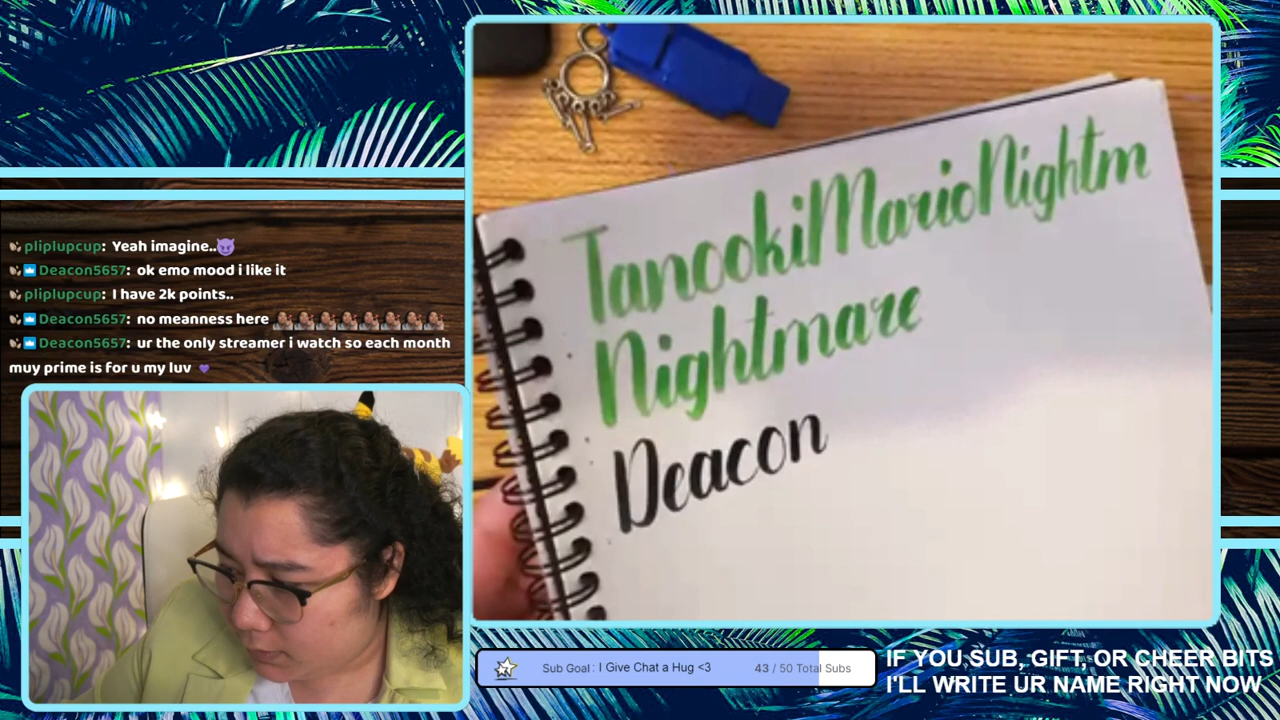 pliplupcup: Yeah imagine..😈
Deacon5657: ok emo mood i like it
pliplupcup: I have 2k points..
Deacon5657: no meanness here
Deacon5657: ur the only streamer i watch so each month
muy prime is for u my luv 💜
TanookiMarioNightm
Nightmare
Deacon
Sub Goal: I Give Chat a Hug <3 43 / 50 Total Subs
IF YOU SUB, GIFT, OR CHEER BITS
I'LL WRITE UR NAME RIGHT NOW